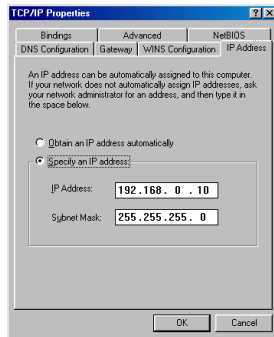 TCP/IP Properties
Bindings Advanced NetBIOS
DNS Configuration Gateway WINS Configuration IP Address
An IP address can be automatically assigned to this computer.
If your network does not automatically assign IP addresses, ask
your network administrator for an address, and then type it in
the space below.
Obtain an IP address automatically
Specify an IP address:
IP Address: 192.168. 0 .10
Subnet Mask: 255.255.255. 0
OK Cancel